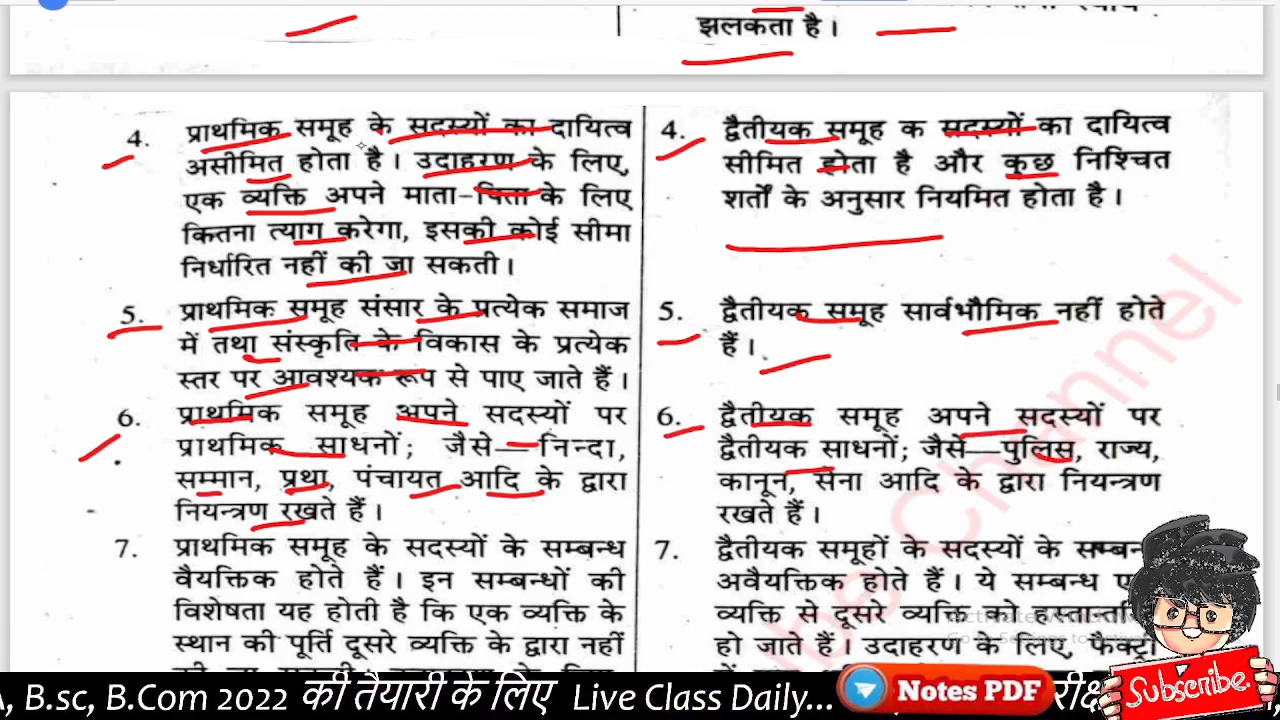 झलकता है।
4. प्राथमिक समूह के सदस्यों का दायित्व
असीमित होता है। उदाहरण के लिए,
एक व्यक्ति अपने माता-पिता के लिए
कितना त्याग करेगा, इसकी कोई सीमा
निर्धारित नहीं की जा सकती।
5. प्राथमिक समूह संसार के प्रत्येक समाज
में तथा संस्कृति के विकास के प्रत्येक
स्तर पर आवश्यक रूप से पाए जाते हैं।
6. प्राथमिक समूह अपने सदस्यों पर
प्राथमिक साधनों; जैसे—निन्दा,
सम्मान, प्रथा, पंचायत आदि के द्वारा
नियन्त्रण रखते हैं।
7. प्राथमिक समूह के सदस्यों के सम्बन्ध
वैयक्तिक होते हैं। इन सम्बन्धों की
विशेषता यह होती है कि एक व्यक्ति के
स्थान की पूर्ति दूसरे व्यक्ति के द्वारा नहीं
4. द्वैतीयक समूह क सदस्यों का दायित्व
सीमित होता है और कुछ निश्चित
शर्तों के अनुसार नियमित होता है।
5. द्वैतीयक समूह सार्वभौमिक नहीं होते
हैं।
6. द्वैतीयक समूह अपने सदस्यों पर
द्वैतीयक साधनों; जैसे—पुलिस, राज्य,
कानून, सेना आदि के द्वारा नियन्त्रण
रखते हैं।
7. द्वैतीयक समूहों के सदस्यों के
अवैयक्तिक होते हैं। ये सम्बन्ध
व्यक्ति से दूसरे व्यक्ति को
हो जाते हैं। उदाहरण के लिए, फैक्ट्री
be Channel
A, B.sc, B.Com 2022 की तैयारी के लिए Live Class Daily...
Notes PDF
Subscribe.